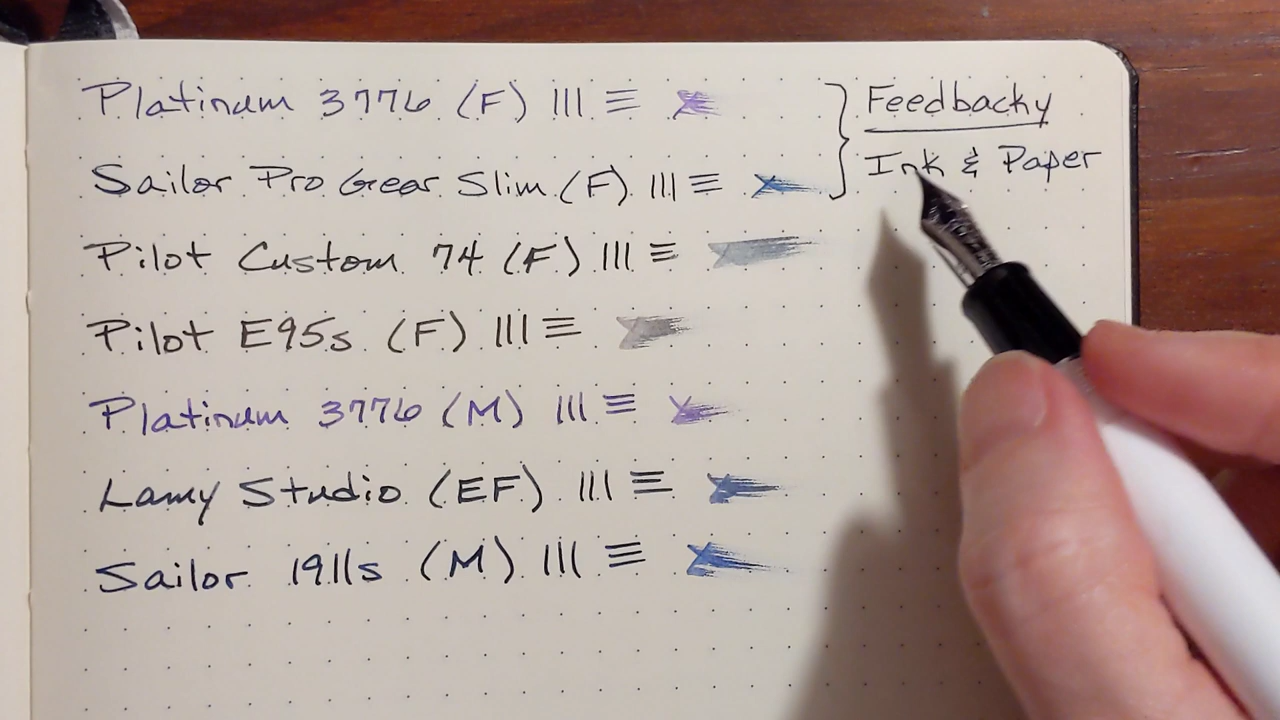 Platinum 3776 (F)
Sailor Pro Gear Slim (F)
Pilot Custom 74 (F)
Pilot E95s (F)
Platinum 3776 (M)
Lamy Studio (EF)
Sailor 1911s (M)
Feedbacky
Ink & Paper